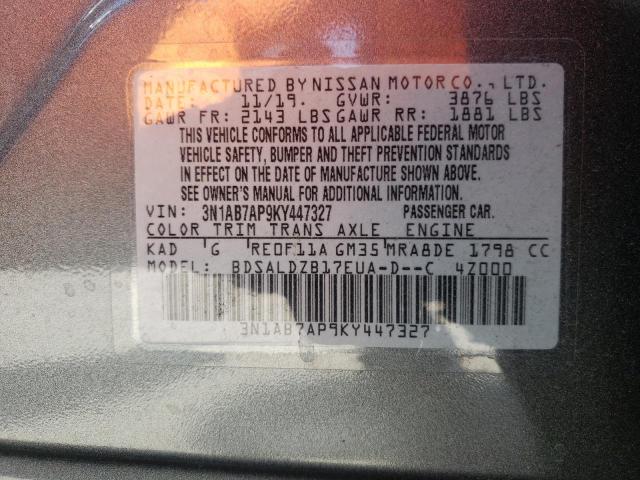 MANUFACTURED BY NISSAN MOTOR CO., LTD.
DATE: 11/19. GVWR: 3876 LBS
GAWR FR: 2143 LBS GAWR RR: 1881 LBS
THIS VEHICLE CONFORMS TO ALL APPLICABLE FEDERAL MOTOR
VEHICLE SAFETY, BUMPER AND THEFT PREVENTION STANDARDS
IN EFFECT ON THE DATE OF MANUFACTURE SHOWN ABOVE.
SEE OWNER'S MANUAL FOR ADDITIONAL INFORMATION.
VIN: 3N1AB7AP9KY447327 PASSENGER CAR.
COLOR TRIM TRANS AXLE ENGINE
KAD G RE0F11A GM35 MRA8DE 1798 CC
MODEL: BDSALDZB17EUA-D--C 4Z000
3N1AB7AP9KY447327